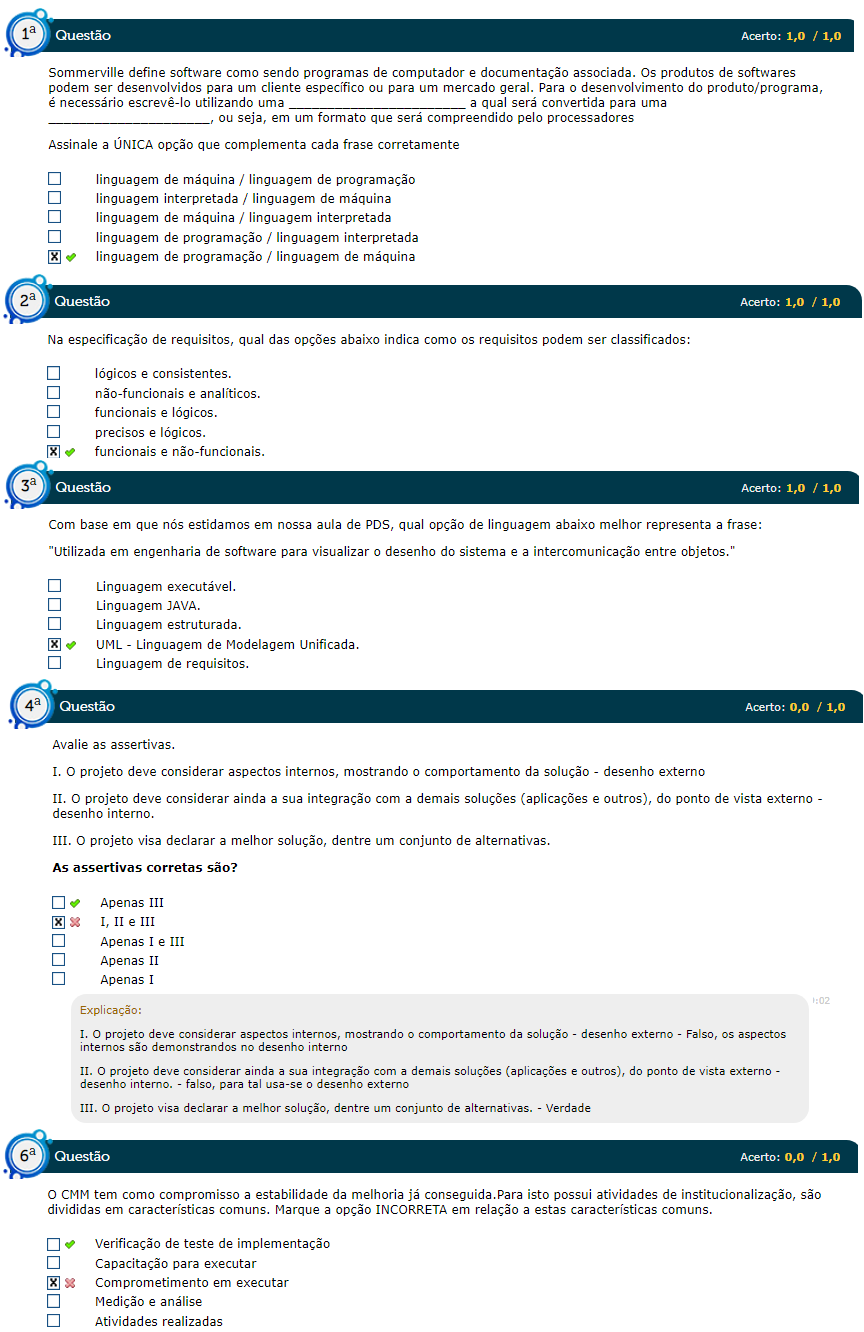 1ª Questão Acerto: 1,0 / 1,0
Sommerville define software como sendo programas de computador e documentação associada. Os produtos de softwares
podem ser desenvolvidos para um cliente específico ou para um mercado geral. Para o desenvolvimento do produto/programa,
é necessário escrevê-lo utilizando uma _______________________ a qual será convertida para uma
_____________________, ou seja, em um formato que será compreendido pelo processadores
Assinale a ÚNICA opção que complementa cada frase corretamente
linguagem de máquina / linguagem de programação
linguagem interpretada / linguagem de máquina
linguagem de máquina / linguagem interpretada
linguagem de programação / linguagem interpretada
linguagem de programação / linguagem de máquina
2ª Questão Acerto: 1,0 / 1,0
Na especificação de requisitos, qual das opções abaixo indica como os requisitos podem ser classificados:
lógicos e consistentes.
não-funcionais e analíticos.
funcionais e lógicos.
precisos e lógicos.
funcionais e não-funcionais.
3ª Questão Acerto: 1,0 / 1,0
Com base em que nós estidamos em nossa aula de PDS, qual opção de linguagem abaixo melhor representa a frase:
"Utilizada em engenharia de software para visualizar o desenho do sistema e a intercomunicação entre objetos."
Linguagem executável.
Linguagem JAVA.
Linguagem estruturada.
UML - Linguagem de Modelagem Unificada.
Linguagem de requisitos.
4ª Questão Acerto: 0,0 / 1,0
Avalie as assertivas.
I. O projeto deve considerar aspectos internos, mostrando o comportamento da solução - desenho externo
II. O projeto deve considerar ainda a sua integração com a demais soluções (aplicações e outros), do ponto de vista externo -
desenho interno.
III. O projeto visa declarar a melhor solução, dentre um conjunto de alternativas.
As assertivas corretas são?
Apenas III
I, II e III
Apenas I e III
Apenas II
Apenas I
Explicação:
I. O projeto deve considerar aspectos internos, mostrando o comportamento da solução - desenho externo - Falso, os aspectos
internos são demonstrandos no desenho interno
II. O projeto deve considerar ainda a sua integração com a demais soluções (aplicações e outros), do ponto de vista externo -
desenho interno. - falso, para tal usa-se o desenho externo
III. O projeto visa declarar a melhor solução, dentre um conjunto de alternativas. - Verdade
6ª Questão Acerto: 0,0 / 1,0
O CMM tem como compromisso a estabilidade da melhoria já conseguida.Para isto possui atividades de institucionalização, são
divididas em características comuns. Marque a opção INCORRETA em relação a estas características comuns.
Verificação de teste de implementação
Capacitação para executar
Comprometimento em executar
Medição e análise
Atividades realizadas